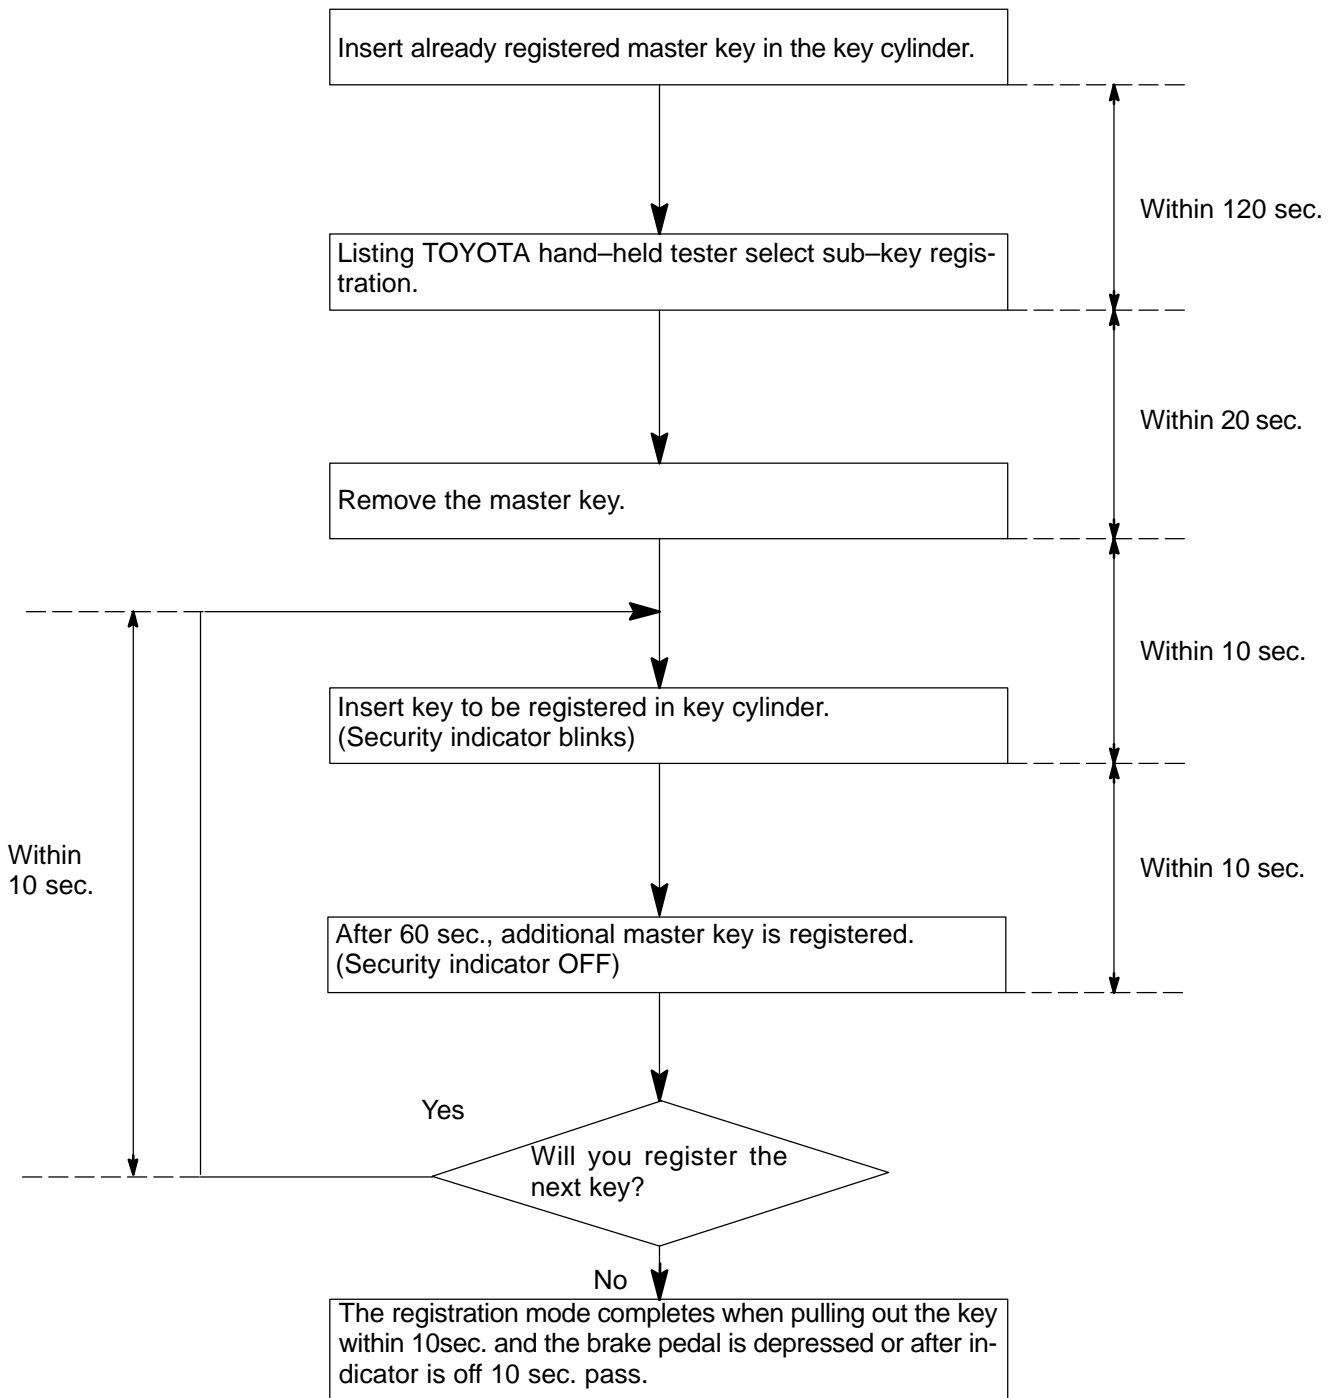 Insert already registered master key in the key cylinder.
Within 120 sec.
Listing TOYOTA hand–held tester select sub–key regis-
tration.
Within 20 sec.
Remove the master key.
Within 10 sec.
Insert key to be registered in key cylinder.
(Security indicator blinks)
Within
10 sec.
Within 10 sec.
After 60 sec., additional master key is registered.
(Security indicator OFF)
Yes
Will you register the
next key?
No
The registration mode completes when pulling out the key
within 10sec. and the brake pedal is depressed or after in-
dicator is off 10 sec. pass.